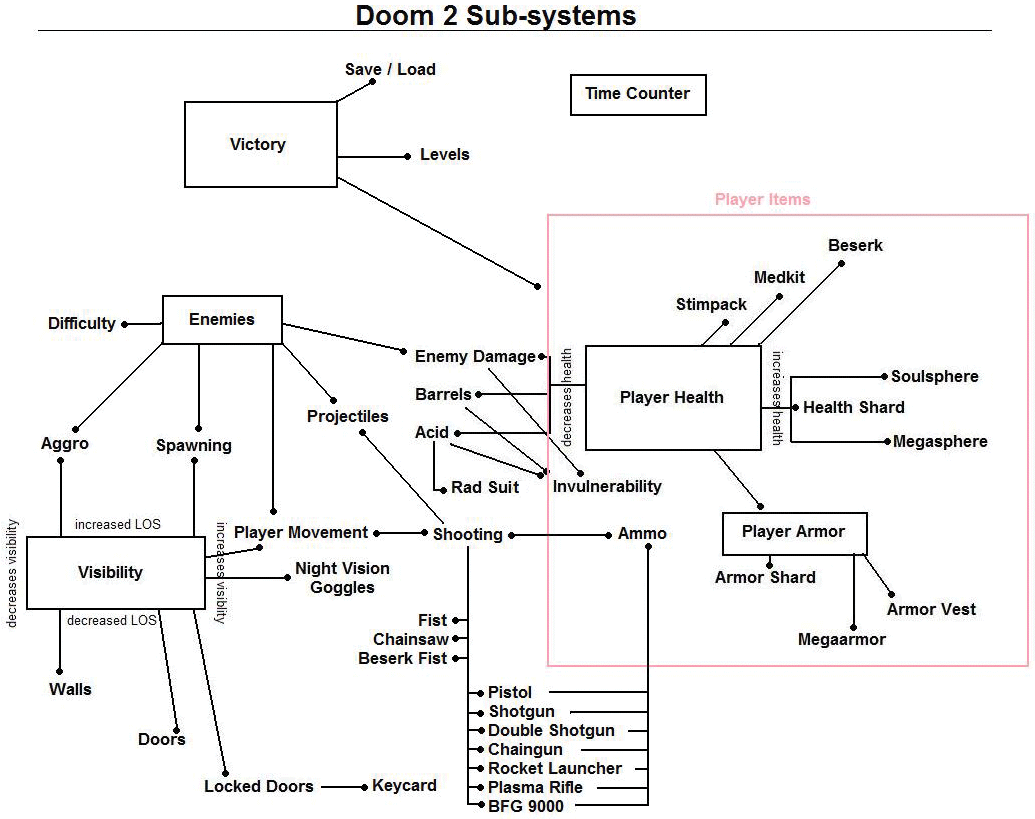 Doom 2 Sub-systems
Save / Load
Time Counter
Victory
Levels
Player Items
Beserk
Medkit
Stimpack
Difficulty
Enemies
Enemy Damage
decreases health
Player Health
increases health
Soulsphere
Barrels
Health Shard
Projectiles
Acid
Megasphere
Aggro
Spawning
Rad Suit
Invulnerability
increased LOS
Player Movement
Shooting
Ammo
Player Armor
decreases visibility
Visibility
increases visiblity
Night Vision
Goggles
Armor Shard
Armor Vest
decreased LOS
Fist
Chainsaw
Megaarmor
Beserk Fist
Walls
Pistol
Shotgun
Double Shotgun
Doors
Chaingun
Rocket Launcher
Locked Doors
Keycard
Plasma Rifle
BFG 9000